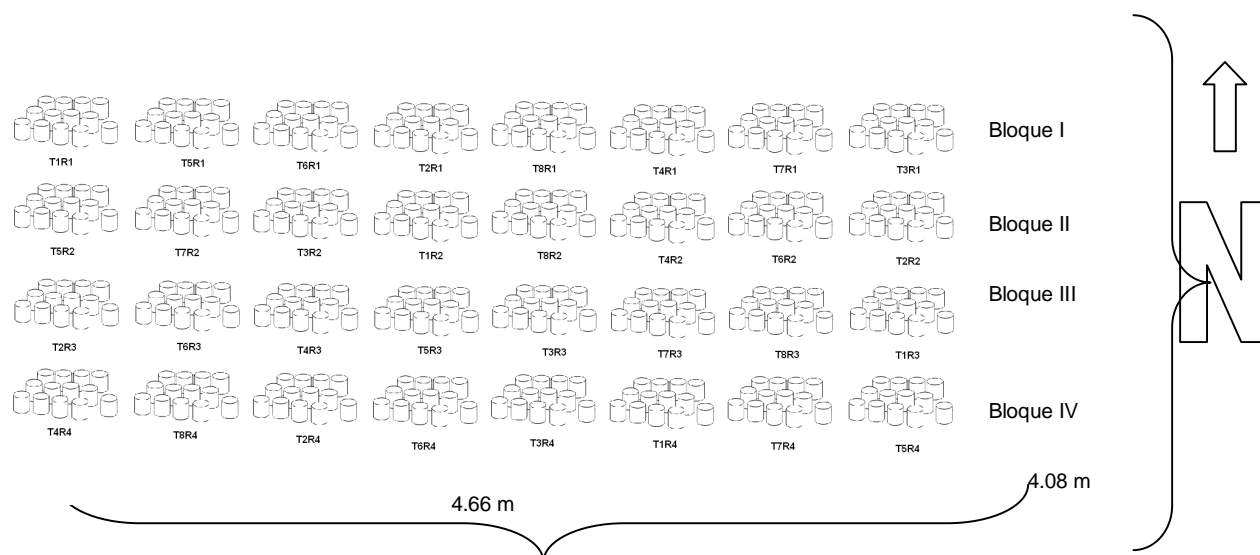 Bloque I
T1R1 T5R1 T6R1 T2R1 T8R1 T4R1 T7R1 T3R1
Bloque II
T5R2 T7R2 T3R2 T1R2 T8R2 T4R2 T6R2 T2R2
Bloque III
T2R3 T6R3 T4R3 T5R3 T3R3 T7R3 T8R3 T1R3
Bloque IV
T4R4 T8R4 T2R4 T6R4 T3R4 T1R4 T7R4 T5R4
4.08 m
4.66 m
N